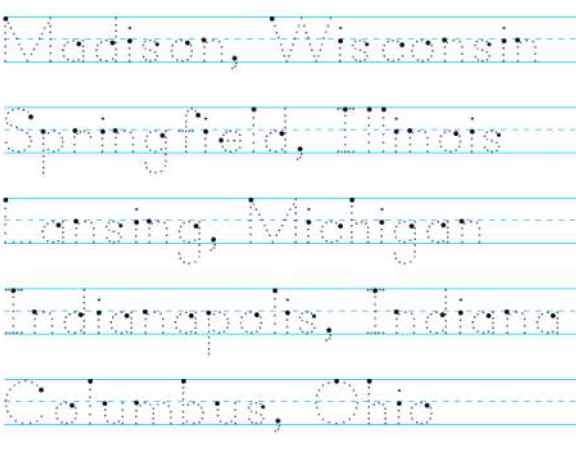 Madison, Wisconsin
Springfield, Illinois
Lansing, Michigan
Indianapolis, Indiana
Columbus, Ohio